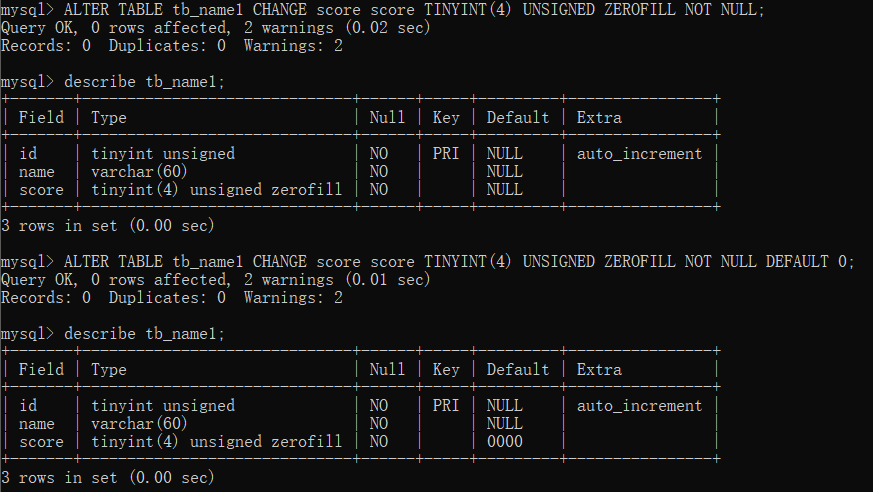 mysql> ALTER TABLE tb_name1 CHANGE score score TINYINT(4) UNSIGNED ZEROFILL NOT NULL;
Query OK, 0 rows affected, 2 warnings (0.02 sec)
Records: 0  Duplicates: 0  Warnings: 2
mysql> describe tb_name1;
+-------+------------------------------+------+-----+---------+----------------+
| Field | Type                         | Null | Key | Default | Extra          |
+-------+------------------------------+------+-----+---------+----------------+
| id    | tinyint unsigned             | NO   | PRI | NULL    | auto_increment |
| name  | varchar(60)                  | NO   |     | NULL    |                |
| score | tinyint(4) unsigned zerofill | NO   |     | NULL    |                |
+-------+------------------------------+------+-----+---------+----------------+
3 rows in set (0.00 sec)
mysql> ALTER TABLE tb_name1 CHANGE score score TINYINT(4) UNSIGNED ZEROFILL NOT NULL DEFAULT 0;
Query OK, 0 rows affected, 2 warnings (0.01 sec)
Records: 0  Duplicates: 0  Warnings: 2
mysql> describe tb_name1;
+-------+------------------------------+------+-----+---------+----------------+
| Field | Type                         | Null | Key | Default | Extra          |
+-------+------------------------------+------+-----+---------+----------------+
| id    | tinyint unsigned             | NO   | PRI | NULL    | auto_increment |
| name  | varchar(60)                  | NO   |     | NULL    |                |
| score | tinyint(4) unsigned zerofill | NO   |     | 0000    |                |
+-------+------------------------------+------+-----+---------+----------------+
3 rows in set (0.00 sec)